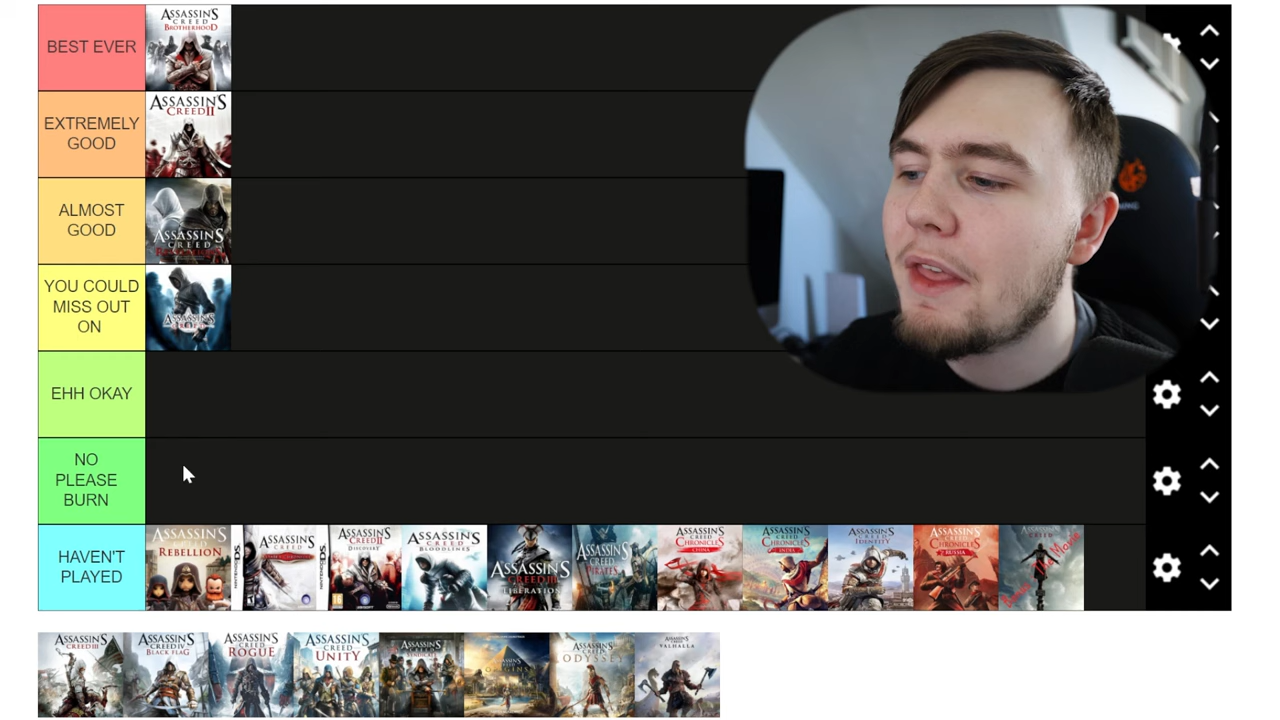 BEST EVER
ASSASSIN'S
CREED
BROTHERHOOD
EXTREMELY
GOOD
ASSASSIN'S
CREED II
ALMOST
GOOD
ASSASSIN'S
CREED
YOU COULD
MISS OUT
ON
EHH OKAY
NO
PLEASE
BURN
HAVEN'T
PLAYED
ASSASSIN'S
REBELLION
ASSASSIN'S
CREED
ASSASSIN'S
CREED II
DISCOVERY
ASSASSIN'S
CREED
BLOODLINES
ASSASSIN'S
CREED III
LIBERATION
ASSASSIN'S
CREED
PIRATES
ASSASSIN'S
CREED
CHRONICLES
CHINA
ASSASSIN'S
CREED
CHRONICLES
INDIA
ASSASSIN'S
CREED
IDENTITY
ASSASSIN'S
CREED
CHRONICLES
RUSSIA
The Movie
ASSASSIN'S
CREED III
ASSASSIN'S
CREED IV
BLACK FLAG
ASSASSIN'S
CREED
ROGUE
ASSASSIN'S
CREED
UNITY
ASSASSIN'S
CREED
SYNDICATE
ASSASSIN'S
CREED
ORIGINS
ASSASSIN'S
CREED
ODYSSEY
ASSASSIN'S
CREED
VALHALLA